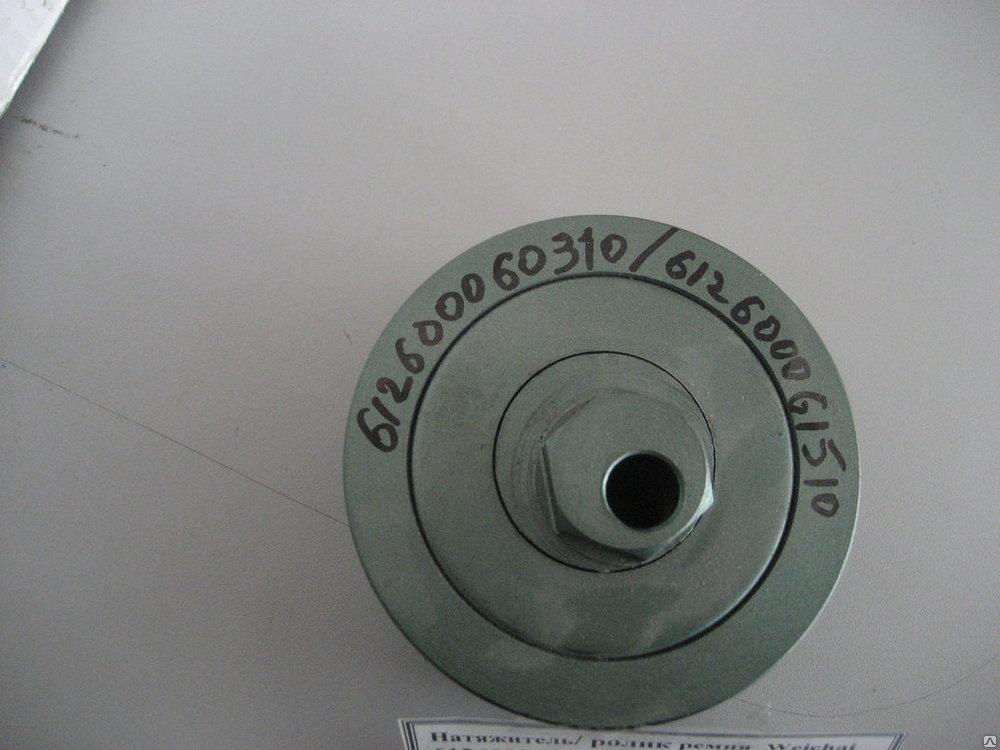 612600060310/612600061510
Натяжитель/ ролик ремня Weichai